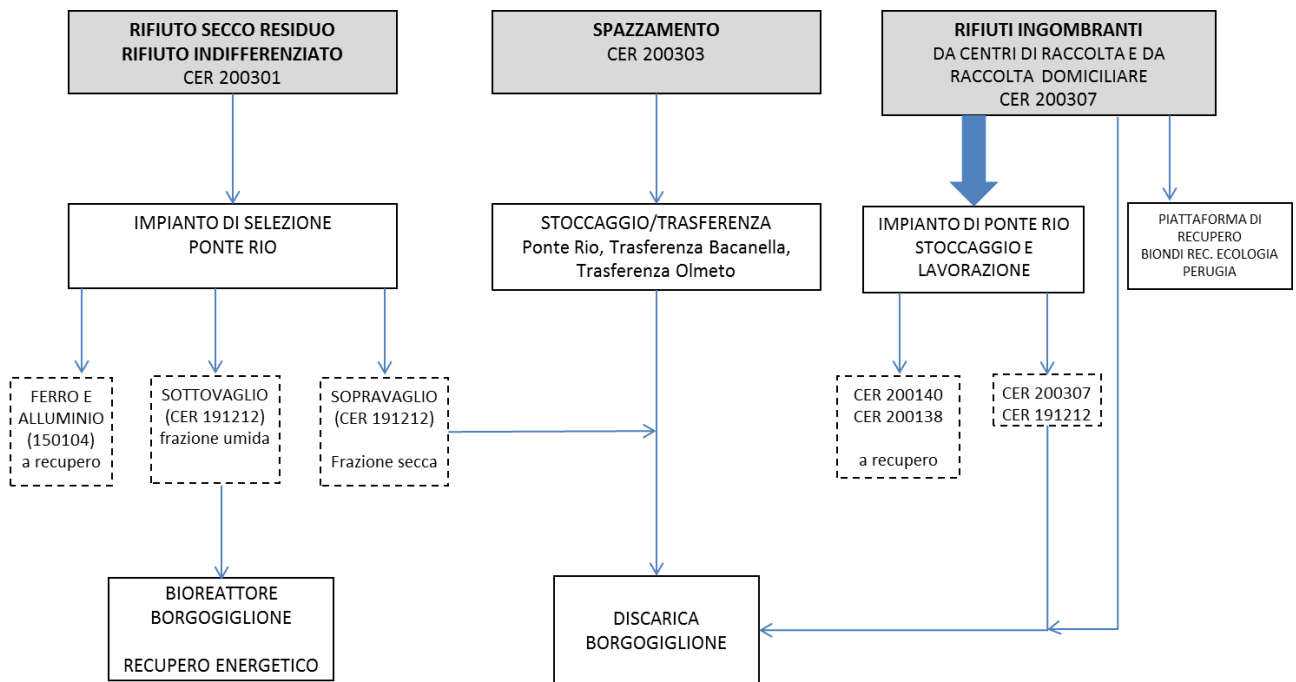 RIFIUTO SECCO RESIDUO
RIFIUTO INDIFFERENZIATO
CER 200301
SPAZZAMENTO
CER 200303
RIFIUTI INGOMBRANTI
DA CENTRI DI RACCOLTA E DA
RACCOLTA DOMICILIARE
CER 200307
IMPIANTO DI SELEZIONE
PONTE RIO
STOCCAGGIO/TRASFERENZA
Ponte Rio, Trasferenza Bacanella,
Trasferenza Olmeto
IMPIANTO DI PONTE RIO
STOCCAGGIO E
LAVORAZIONE
PIATTAFORMA DI
RECUPERO
BIONDI REC. ECOLOGIA
PERUGIA
FERRO E
ALLUMINIO
(150104)
a recupero
SOTTOVAGLIO
(CER 191212)
frazione umida
SOPRAVAGLIO
(CER 191212)
Frazione secca
CER 200140
CER 200138
a recupero
CER 200307
CER 191212
BIOREATTORE
BORGOGIGLIONE
RECUPERO ENERGETICO
DISCARICA
BORGOGIGLIONE